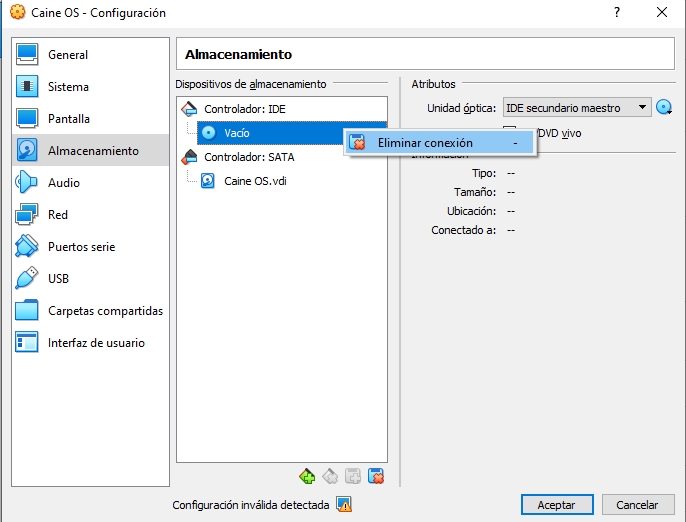 Caine OS - Configuración
?
General
Sistema
Pantalla
Almacenamiento
Audio
Red
Puertos serie
USB
Carpetas compartidas
Interfaz de usuario
Almacenamiento
Dispositivos de almacenamiento
Controlador: IDE
Vacío
Controlador: SATA
Caine OS.vdi
Eliminar conexión -
Atributos
Unidad óptica: IDE secundario maestro
DVD vivo
Información
Tipo: --
Tamaño: --
Ubicación: --
Conectado a: --
Configuración inválida detectada
Aceptar
Cancelar